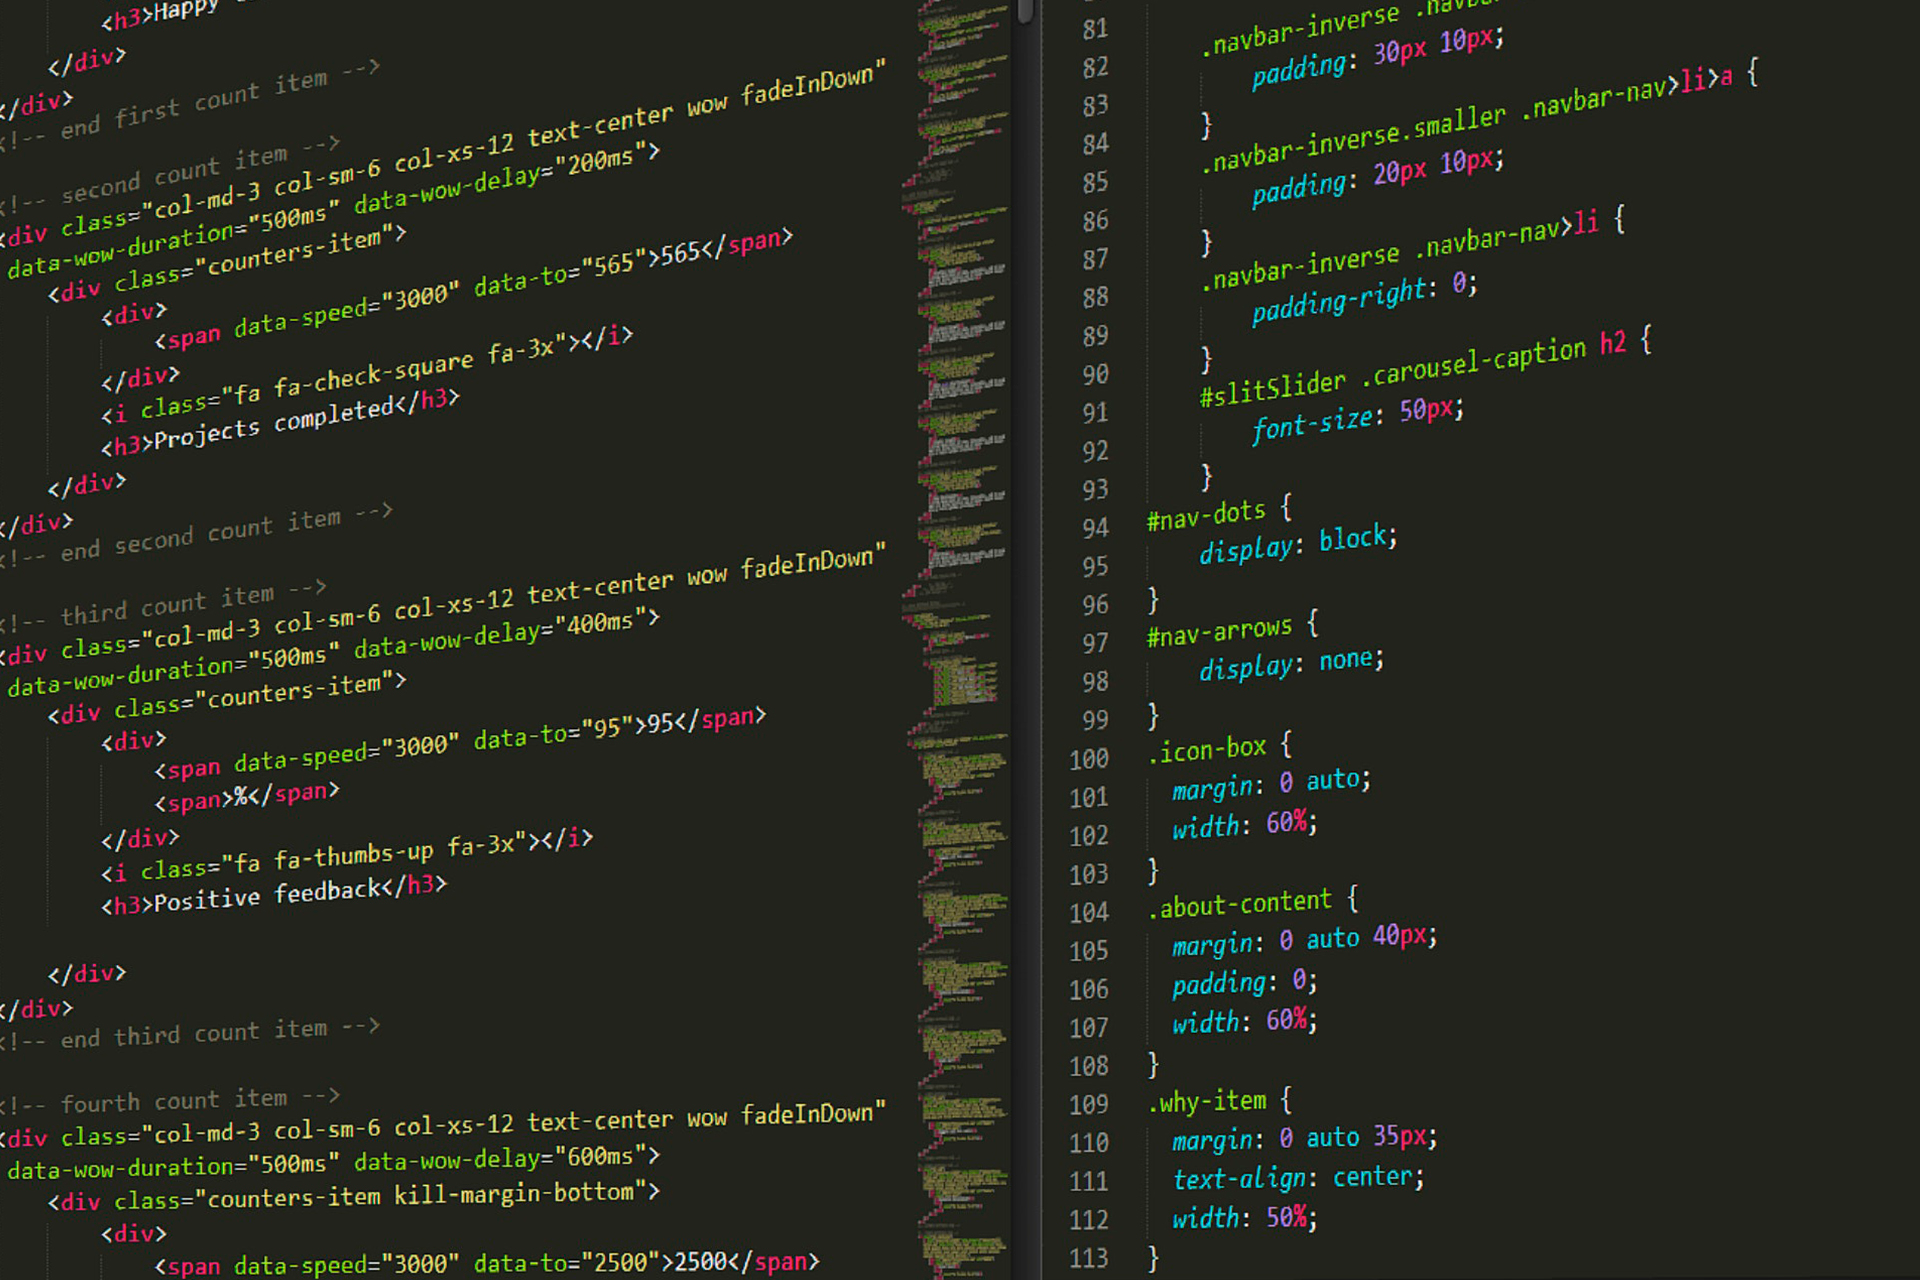 <h3>Happy
</div>
</div>
<!-- end first count item -->
<!-- second count item -->
<div class="col-md-3 col-sm-6 col-xs-12 text-center wow fadeInDown"
data-wow-duration="500ms" data-wow-delay="200ms">
<div class="counters-item">
<div>
<span data-speed="3000" data-to="565">565</span>
</div>
<i class="fa fa-check-square fa-3x"></i>
<h3>Projects completed</h3>
</div>
</div>
<!-- end second count item -->
<!-- third count item -->
<div class="col-md-3 col-sm-6 col-xs-12 text-center wow fadeInDown"
data-wow-duration="500ms" data-wow-delay="400ms">
<div class="counters-item">
<div>
<span data-speed="3000" data-to="95">95</span>
<span>%</span>
</div>
<i class="fa fa-thumbs-up fa-3x"></i>
<h3>Positive feedback</h3>
</div>
</div>
<!-- end third count item -->
<!-- fourth count item -->
<div class="col-md-3 col-sm-6 col-xs-12 text-center wow fadeInDown"
data-wow-duration="500ms" data-wow-delay="600ms">
<div class="counters-item kill-margin-bottom">
<div>
<span data-speed="3000" data-to="2500">2500</span>
81 .navbar-inverse
82 padding: 30px 10px;
83 }
84 .navbar-inverse.smaller .navbar-nav>li>a {
85 padding: 20px 10px;
86 }
87 .navbar-inverse .navbar-nav>li {
88 padding-right: 0;
89 }
90 #slitSlider .carousel-caption h2 {
91 font-size: 50px;
92 }
93
94 #nav-dots {
95 display: block;
96 }
97 #nav-arrows {
98 display: none;
99 }
100 .icon-box {
101 margin: 0 auto;
102 width: 60%;
103 }
104 .about-content {
105 margin: 0 auto 40px;
106 padding: 0;
107 width: 60%;
108 }
109 .why-item {
110 margin: 0 auto 35px;
111 text-align: center;
112 width: 50%;
113 }